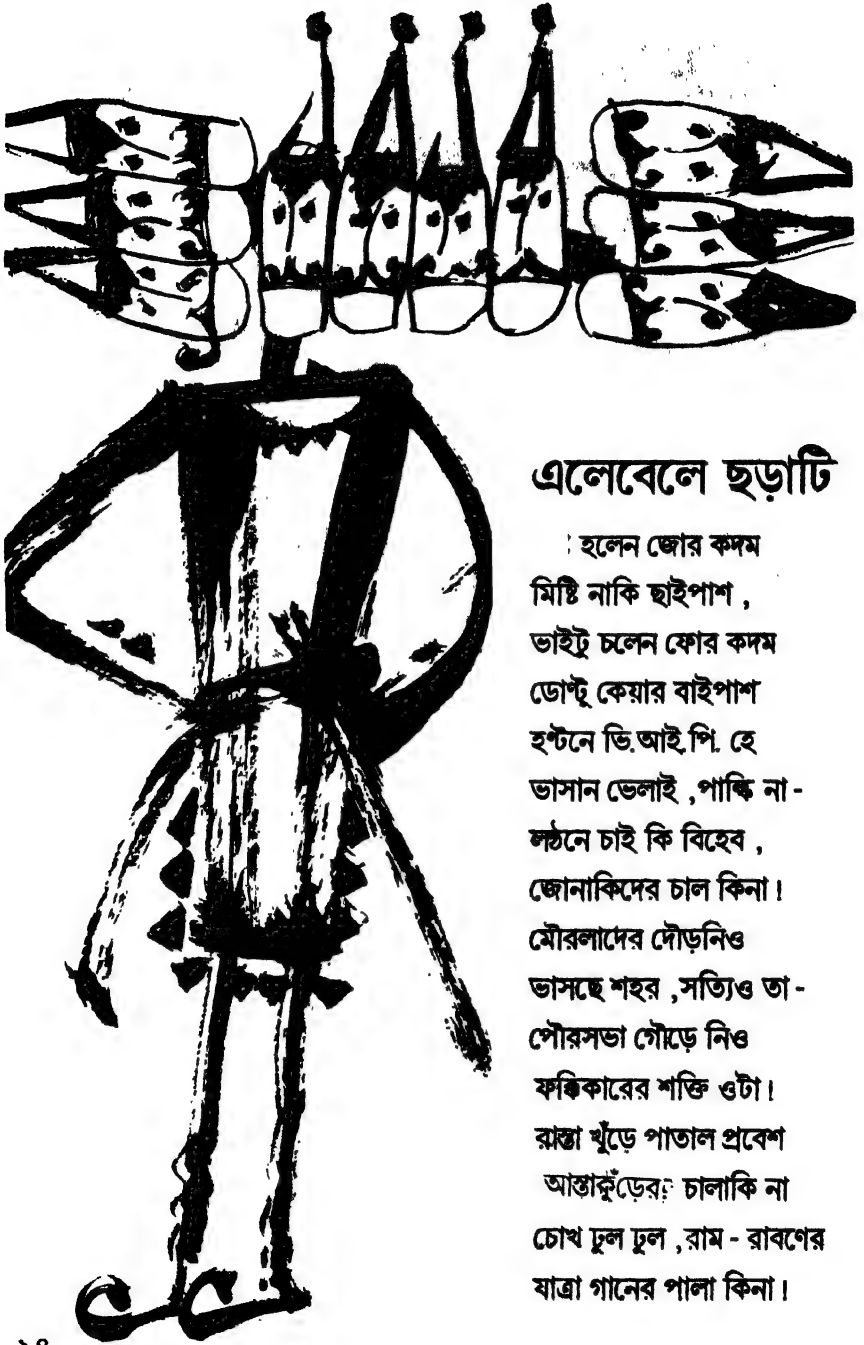 এলেবেলে ছড়াটি
হলেন জোর কদম
মিষ্টি নাকি ছাইপাশ ,
ভাইটু চলেন ফোর কদম
ডোন্টু কেয়ার বাইপাশ
হন্টনে ভি.আই.পি. হে
ভাসান ভেলাই ,পাল্কি না -
লণ্ঠনে চাই কি বিহেব ,
জোনাকিদের চাল কিনা !
মৌরলাদের দৌড়নিও
ভাসছে শহর ,সত্যিও তা -
পৌরসভা গৌড়ে নিও
ফক্কিকারের শক্তি ওটা !
রাস্তা খুঁড়ে পাতাল প্রবেশ
আস্তাকুঁড়ের চালাকি না
চোখ ঢুল ঢুল ,রাম - রাবণের
যাত্রা গানের পালা কিনা !